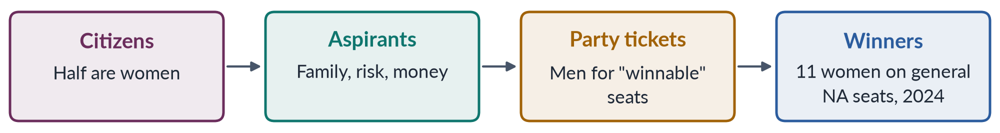 Citizens
Half are women
Aspirants
Family, risk, money
Party tickets
Men for "winnable"
seats
Winners
11 women on general
NA seats, 2024